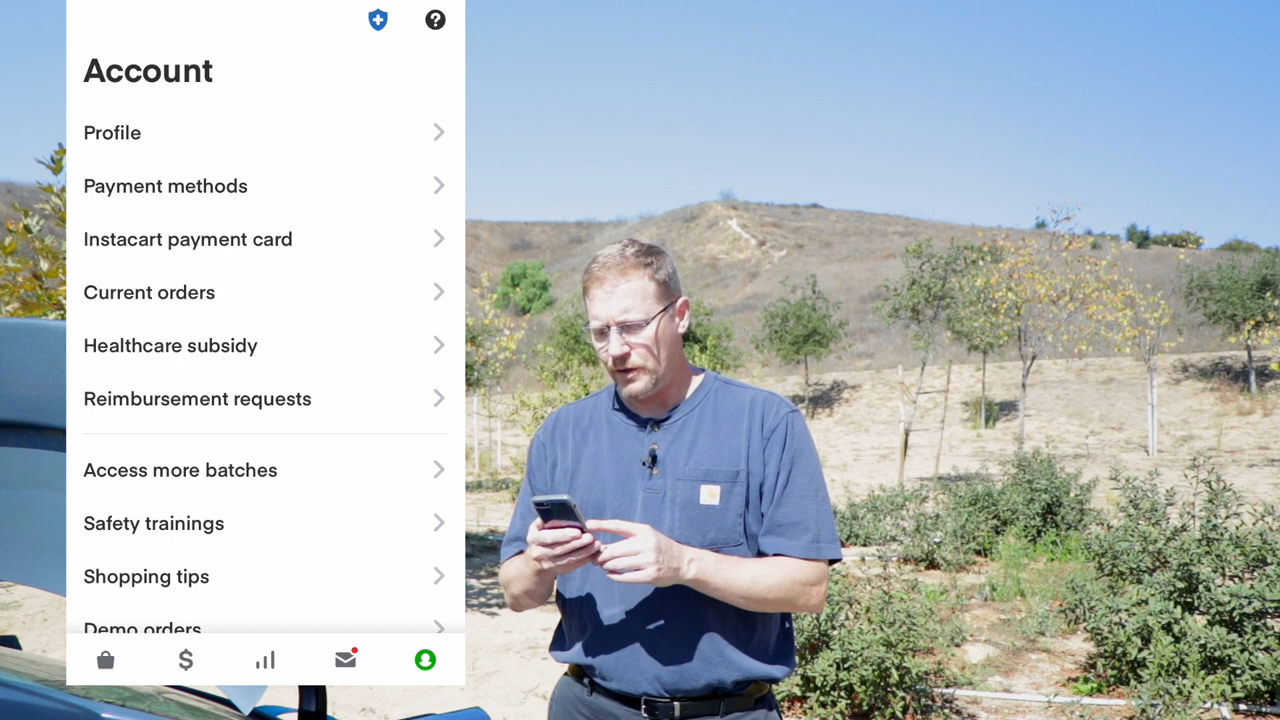 Account
Profile
Payment methods
Instacart payment card
Current orders
Healthcare subsidy
Reimbursement requests
Access more batches
Safety trainings
Shopping tips
Demo orders